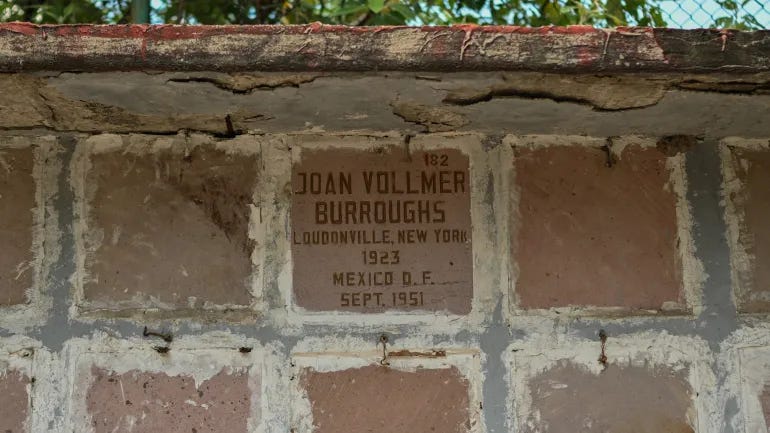 182
JOAN VOLLMER
BURROUGHS
LOUDONVILLE, NEW YORK
1923
MEXICO D.F.
SEPT. 1951